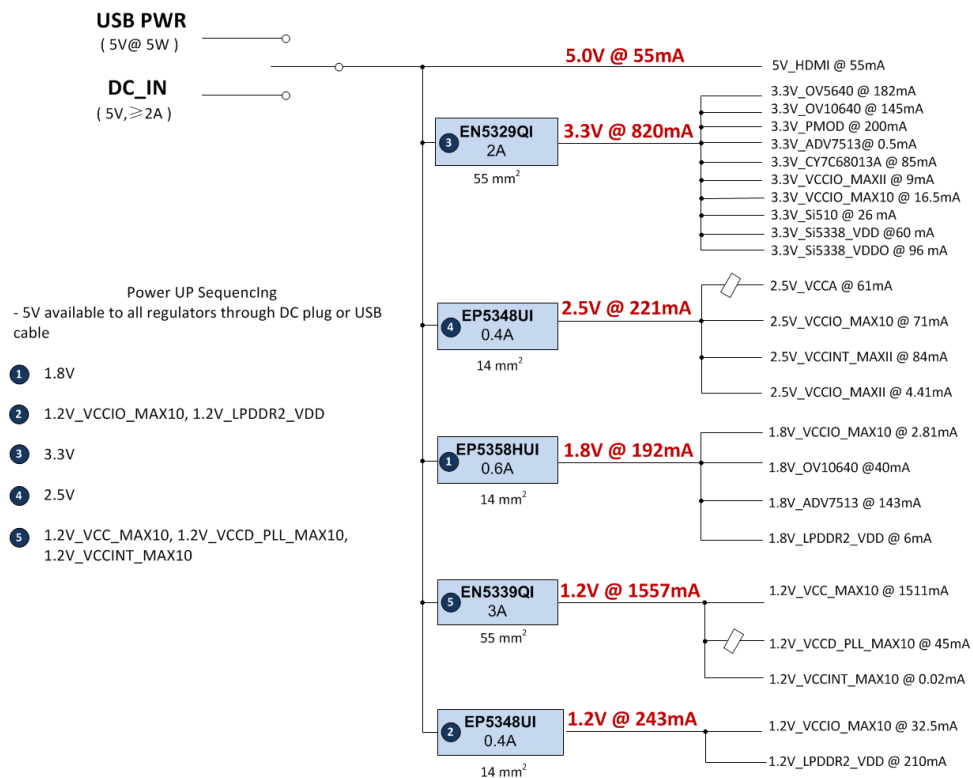 USB PWR
( 5V@ 5W )
DC_IN
( 5V,≥2A )
5.0V @ 55mA
5V_HDMI @ 55mA
3
EN5329QI
2A
55 mm²
3.3V @ 820mA
3.3V_OV5640 @ 182mA
3.3V_OV10640 @ 145mA
3.3V_PMOD @ 200mA
3.3V_ADV7513@ 0.5mA
3.3V_CY7C68013A @ 85mA
3.3V_VCCIO_MAXII @ 9mA
3.3V_VCCIO_MAX10 @ 16.5mA
3.3V_Si510 @ 26 mA
3.3V_Si5338_VDD @60 mA
3.3V_Si5338_VDDO @ 96 mA
Power UP SequencIng
- 5V available to all regulators through DC plug or USB
cable
1 1.8V
2 1.2V_VCCIO_MAX10, 1.2V_LPDDR2_VDD
3 3.3V
4 2.5V
5 1.2V_VCC_MAX10, 1.2V_VCCD_PLL_MAX10,
1.2V_VCCINT_MAX10
4
EP5348UI
0.4A
14 mm²
2.5V @ 221mA
2.5V_VCCA @ 61mA
2.5V_VCCIO_MAX10 @ 71mA
2.5V_VCCINT_MAXII @ 84mA
2.5V_VCCIO_MAXII @ 4.41mA
1
EP5358HUI
0.6A
14 mm²
1.8V @ 192mA
1.8V_VCCIO_MAX10 @ 2.81mA
1.8V_OV10640 @40mA
1.8V_ADV7513 @ 143mA
1.8V_LPDDR2_VDD @ 6mA
5
EN5339QI
3A
55 mm²
1.2V @ 1557mA
1.2V_VCC_MAX10 @ 1511mA
1.2V_VCCD_PLL_MAX10 @ 45mA
1.2V_VCCINT_MAX10 @ 0.02mA
2
EP5348UI
0.4A
14 mm²
1.2V @ 243mA
1.2V_VCCIO_MAX10 @ 32.5mA
1.2V_LPDDR2_VDD @ 210mA